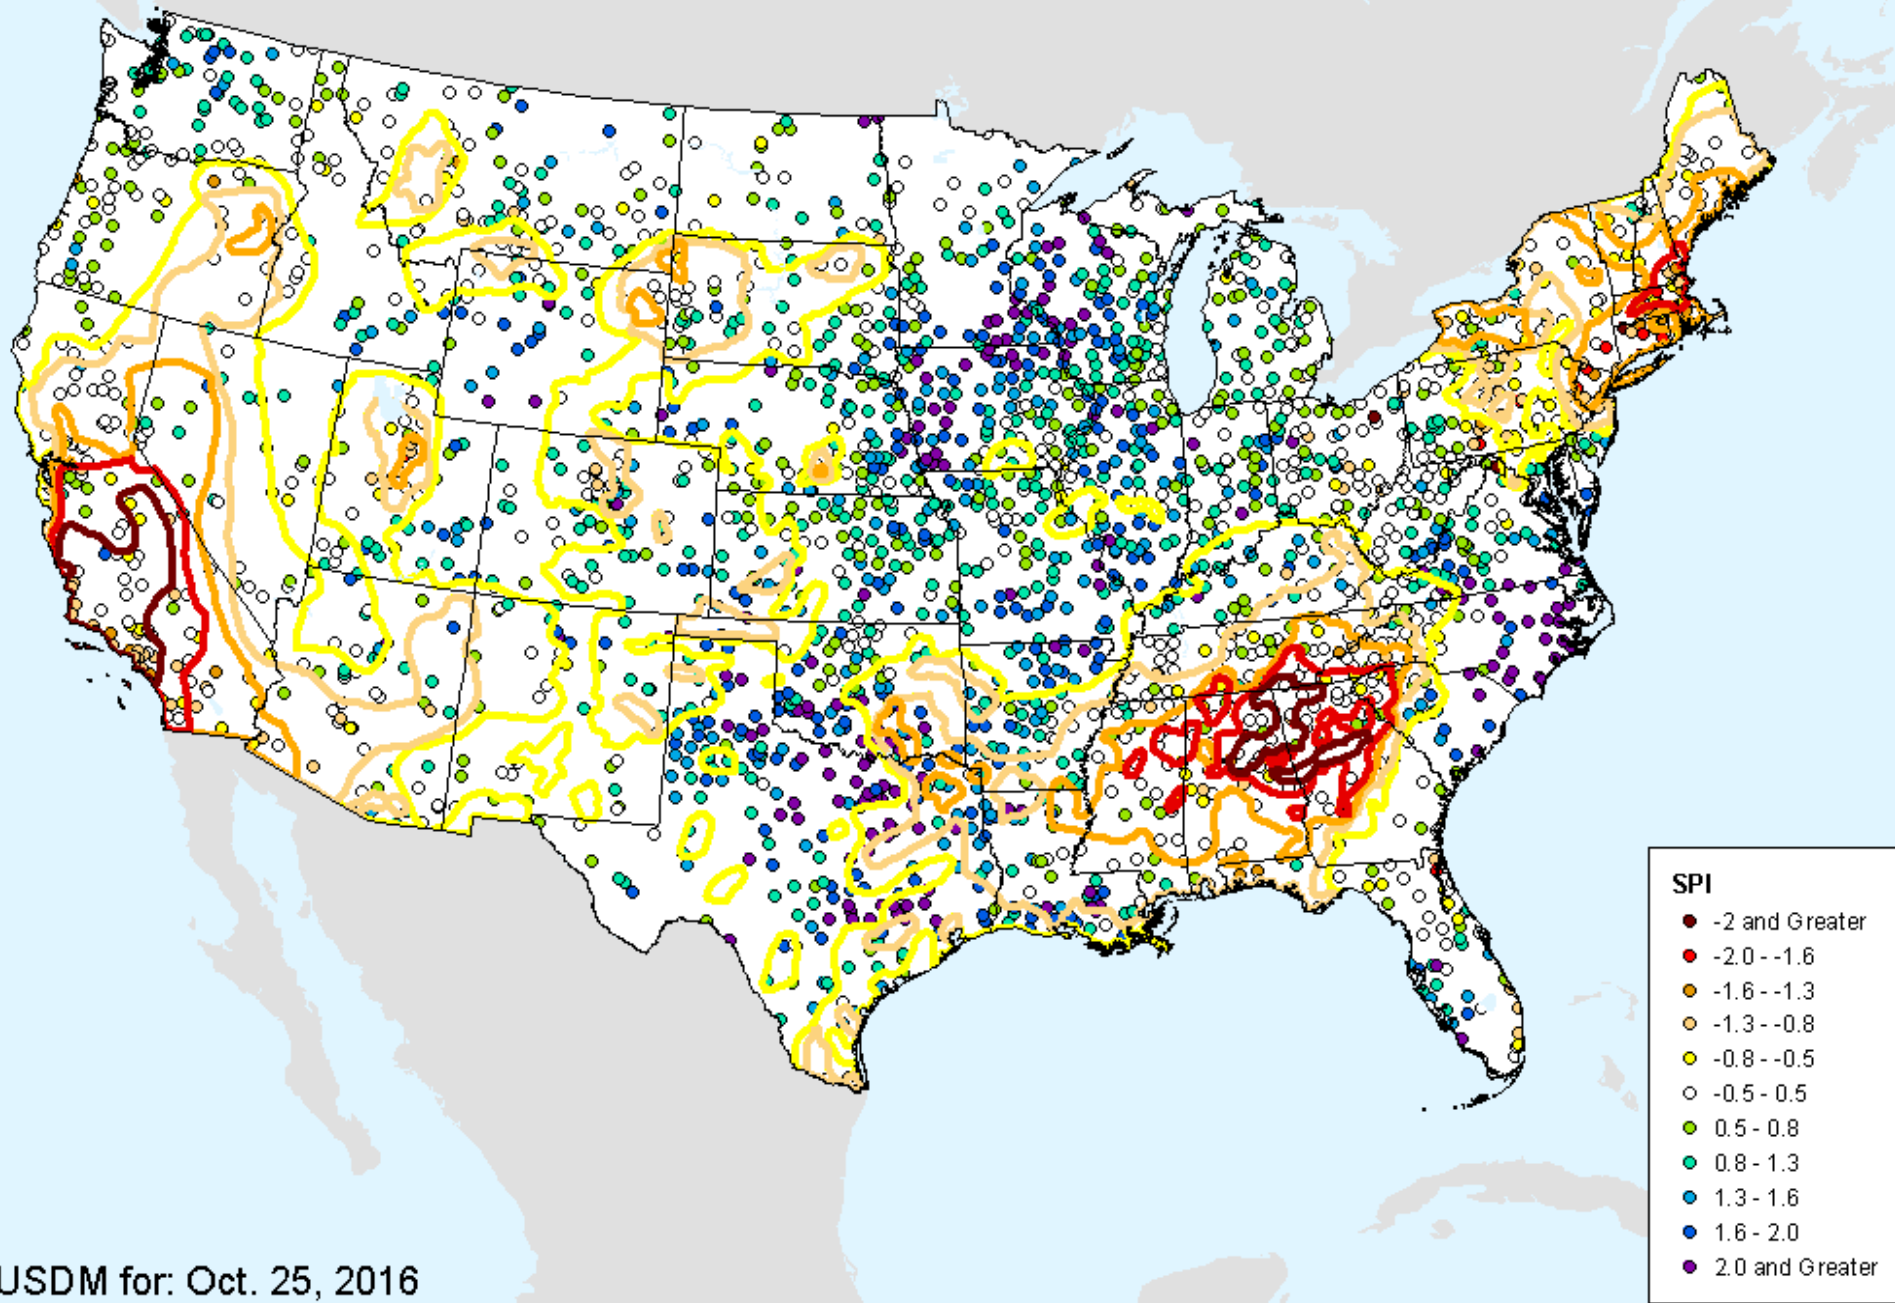 SPI
-2 and Greater
-2.0 - -1.6
-1.6 - -1.3
-1.3 - -0.8
-0.8 - -0.5
-0.5 - 0.5
0.5 - 0.8
0.8 - 1.3
1.3 - 1.6
1.6 - 2.0
2.0 and Greater
USDM for: Oct. 25, 2016